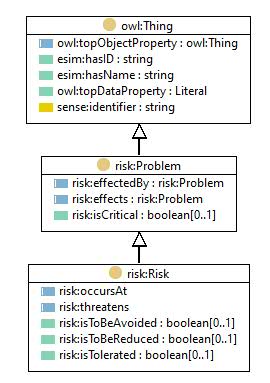 owl:Thing
owl:topObjectProperty : owl:Thing
esim:hasID : string
esim:hasName : string
owl:topDataProperty : Literal
sense:identifier : string
risk:Problem
risk:effectedBy : risk:Problem
risk:effects : risk:Problem
risk:isCritical : boolean[0..1]
risk:Risk
risk:occursAt
risk:threatens
risk:isToBeAvoided : boolean[0..1]
risk:isToBeReduced : boolean[0..1]
risk:isTolerated : boolean[0..1]